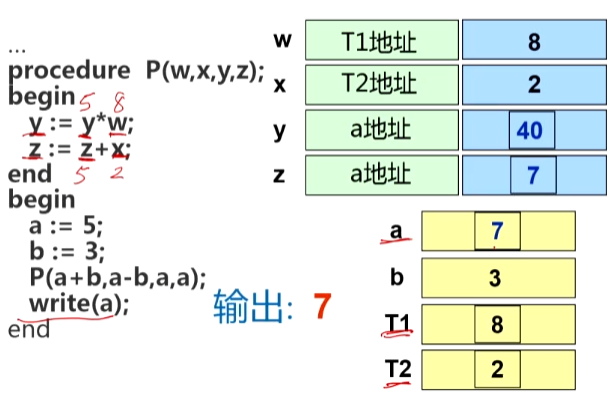 ...
procedure P(w,x,y,z);
begin 5 8
y := y*w;
z := z+x;
end 5 2
begin
a := 5;
b := 3;
P(a+b,a-b,a,a);
write(a);
end
输出: 7
w T1地址 8
x T2地址 2
y a地址 40
z a地址 7
a 7
b 3
T1 8
T2 2